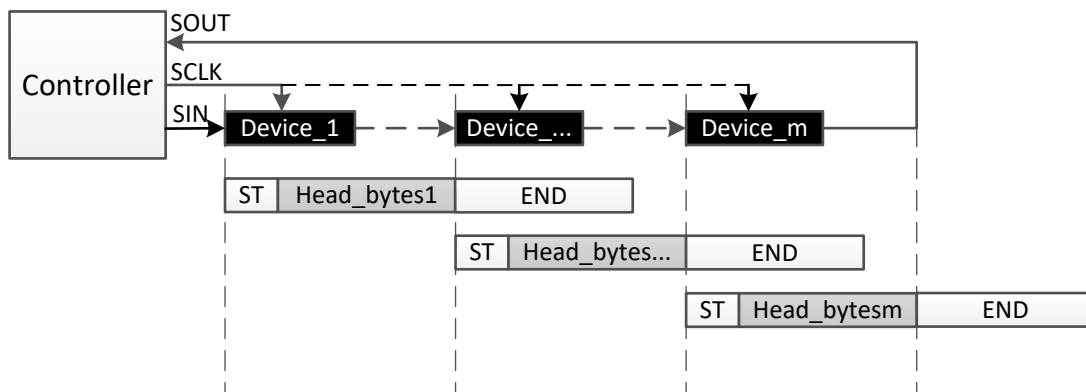 SOUT
Controller
SCLK
SIN
Device_1
Device_...
Device_m
ST Head_bytes1 END
ST Head_bytes... END
ST Head_bytesm END